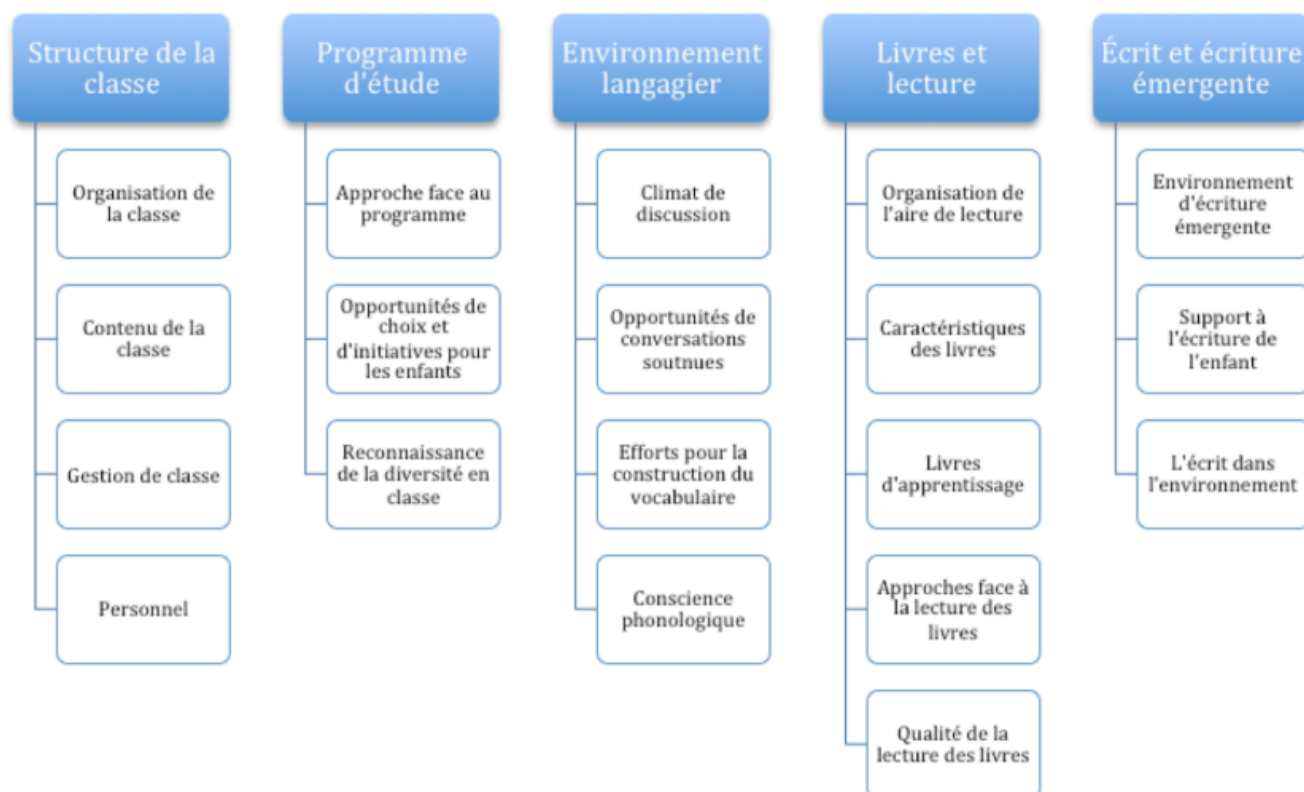 Structure de la
classe
Organisation de
la classe
Contenu de la
classe
Gestion de classe
Personnel
Programme
d'étude
Approche face au
programme
Opportunités de
choix et
d'initiatives pour
les enfants
Reconnaissance
de la diversité en
classe
Environnement
langagier
Climat de
discussion
Opportunités de
conversations
soutnues
Efforts pour la
construction du
vocabulaire
Conscience
phonologique
Livres et
lecture
Organisation de
l'aire de lecture
Caractéristiques
des livres
Livres
d'apprentissage
Approches face à
la lecture des
livres
Qualité de la
lecture des livres
Écrit et écriture
émergente
Environnement
d'écriture
émergente
Support à
l'écriture de
l'enfant
L'écrit dans
l'environnement